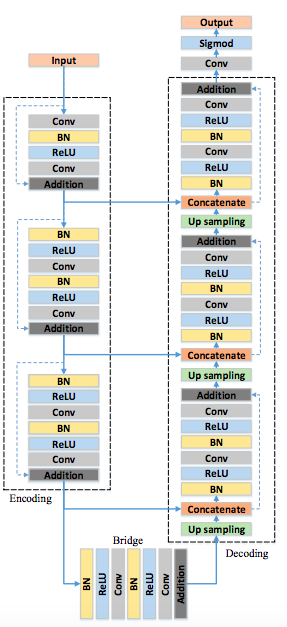 Input
Conv
BN
ReLU
Conv
Addition
BN
ReLU
Conv
BN
ReLU
Conv
Addition
BN
ReLU
Conv
BN
ReLU
Conv
Addition
Encoding
Bridge
BN
ReLU
Conv
BN
ReLU
Conv
Addition
Output
Sigmod
Conv
Addition
Conv
ReLU
BN
Conv
ReLU
BN
Concatenate
Up sampling
Addition
Conv
ReLU
BN
Conv
ReLU
BN
Concatenate
Up sampling
Addition
Conv
ReLU
BN
Conv
ReLU
BN
Concatenate
Up sampling
Decoding